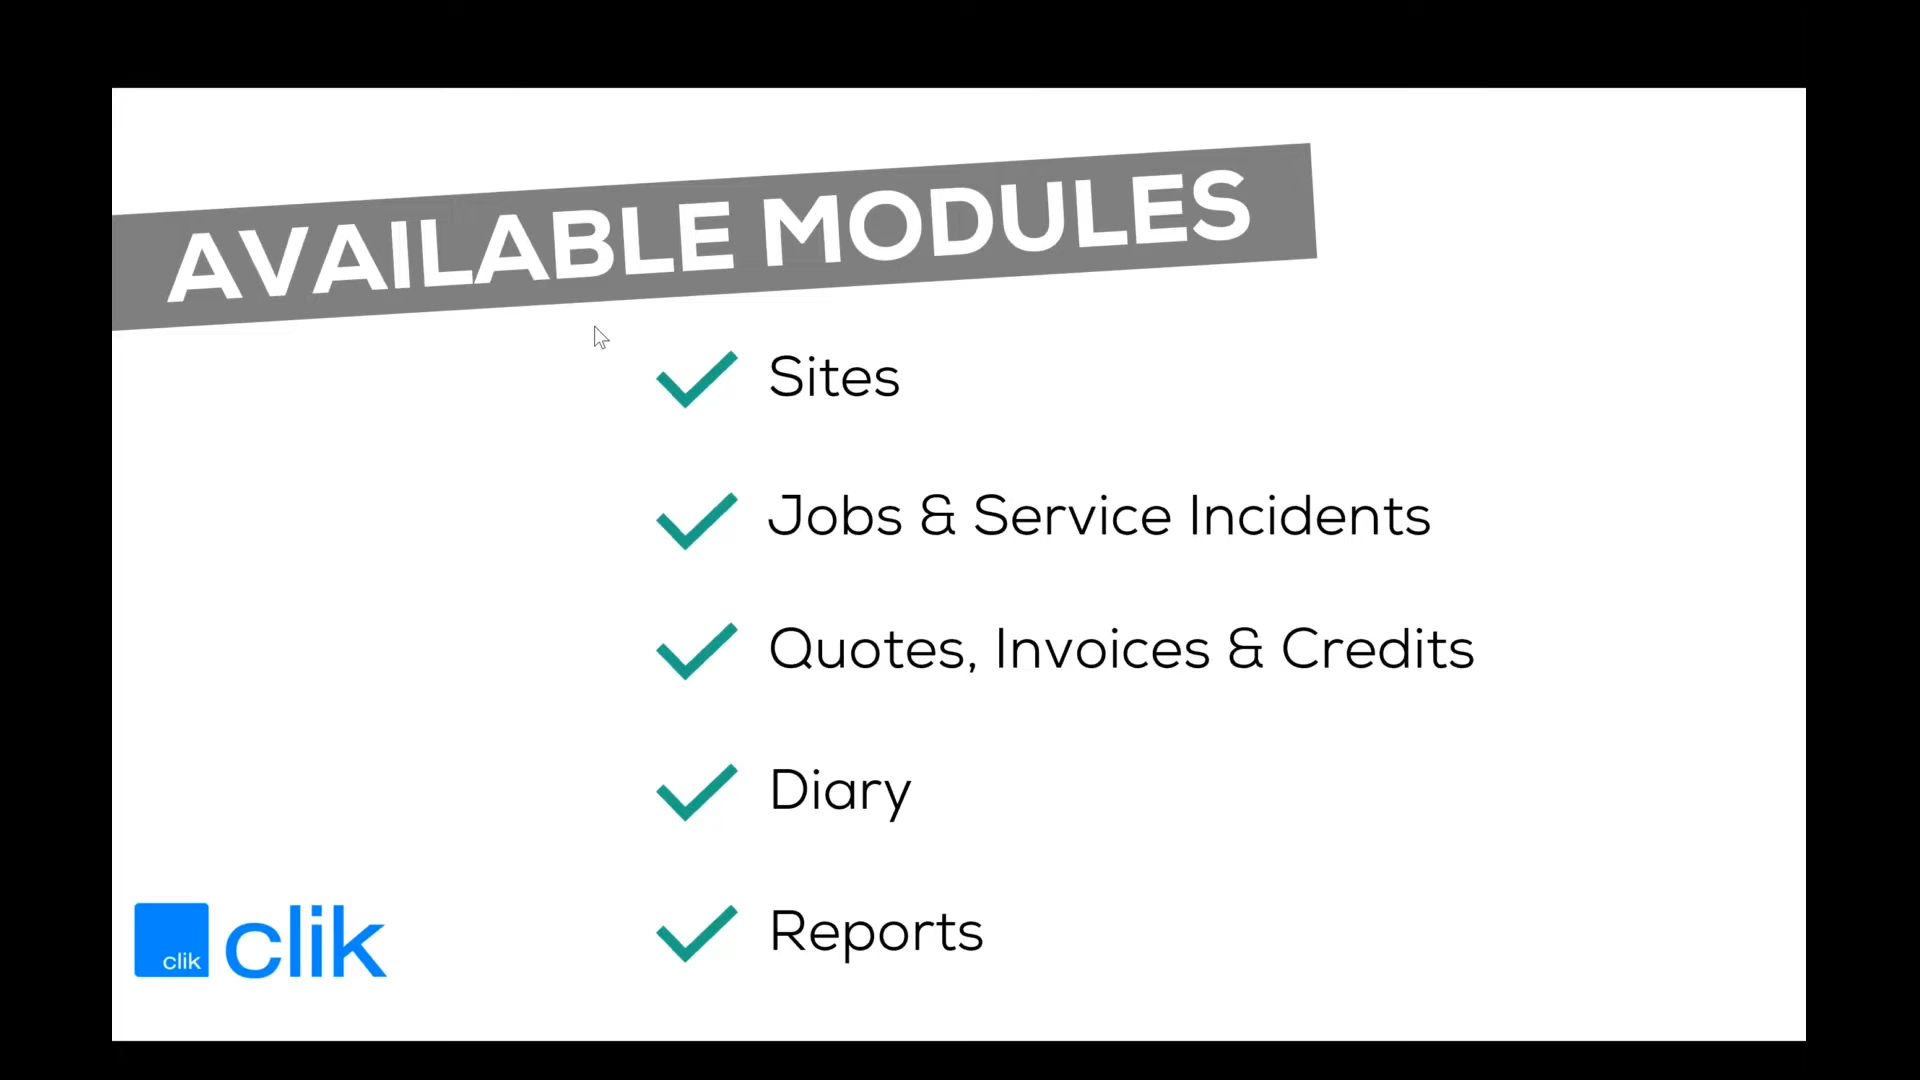 AVAILABLE MODULES
Sites
Jobs & Service Incidents
Quotes, Invoices & Credits
Diary
Reports
clik clik